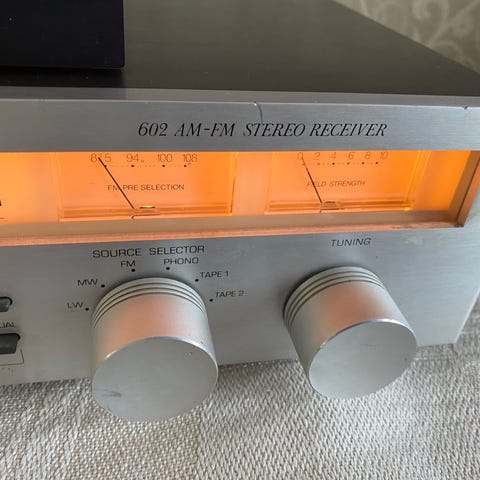 602 AM-FM STEREO RECEIVER
87.5 94 100 108
FM PRE SELECTION
0 2 4 6 8 10
FIELD STRENGTH
SOURCE SELECTOR
TUNING
FM PHONO
MW TAPE 1
LW TAPE 2